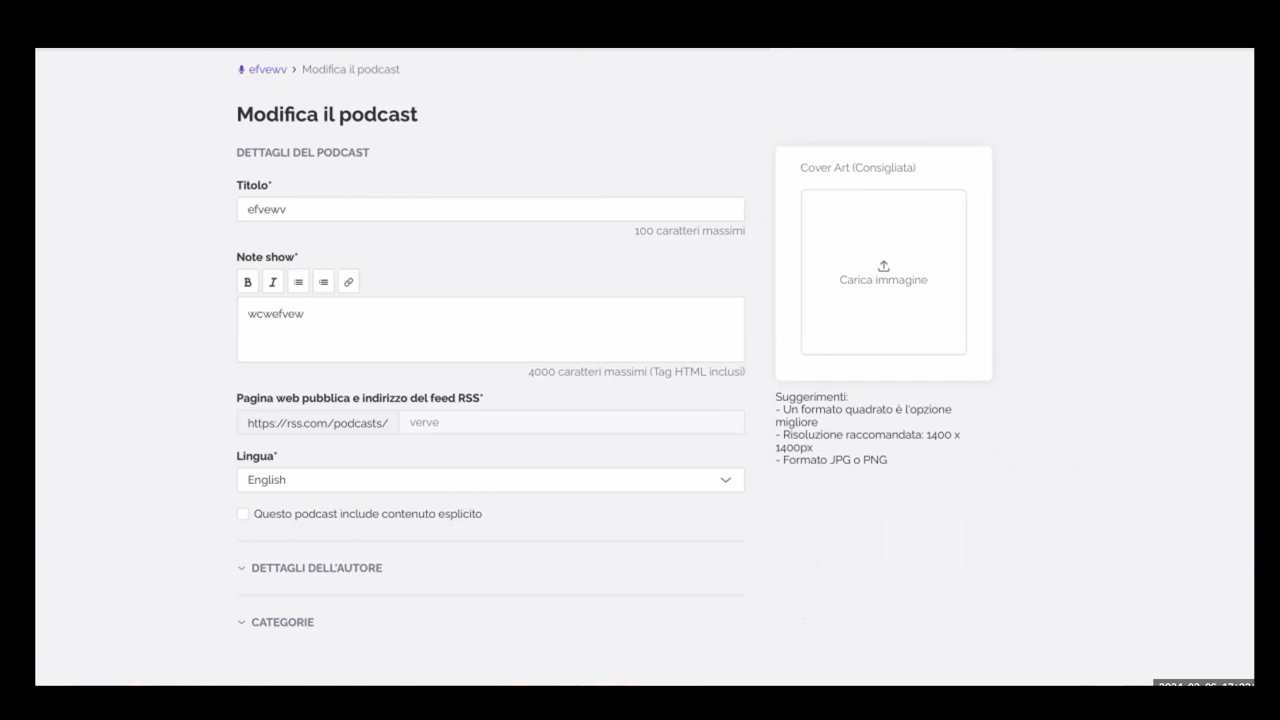 efvewv > Modifica il podcast
Modifica il podcast
DETTAGLI DEL PODCAST
Titolo*
efvewv
100 caratteri massimi
Note show*
B I
wcwefvew
4000 caratteri massimi (Tag HTML inclusi)
Pagina web pubblica e indirizzo del feed RSS*
https://rss.com/podcasts/ verve
Lingua*
English
Questo podcast include contenuto esplicito
DETTAGLI DELL'AUTORE
CATEGORIE
Cover Art (Consigliata)
Carica immagine
Suggerimenti:
- Un formato quadrato è l'opzione
migliore
- Risoluzione raccomandata: 1400 x
1400px
- Formato JPG o PNG